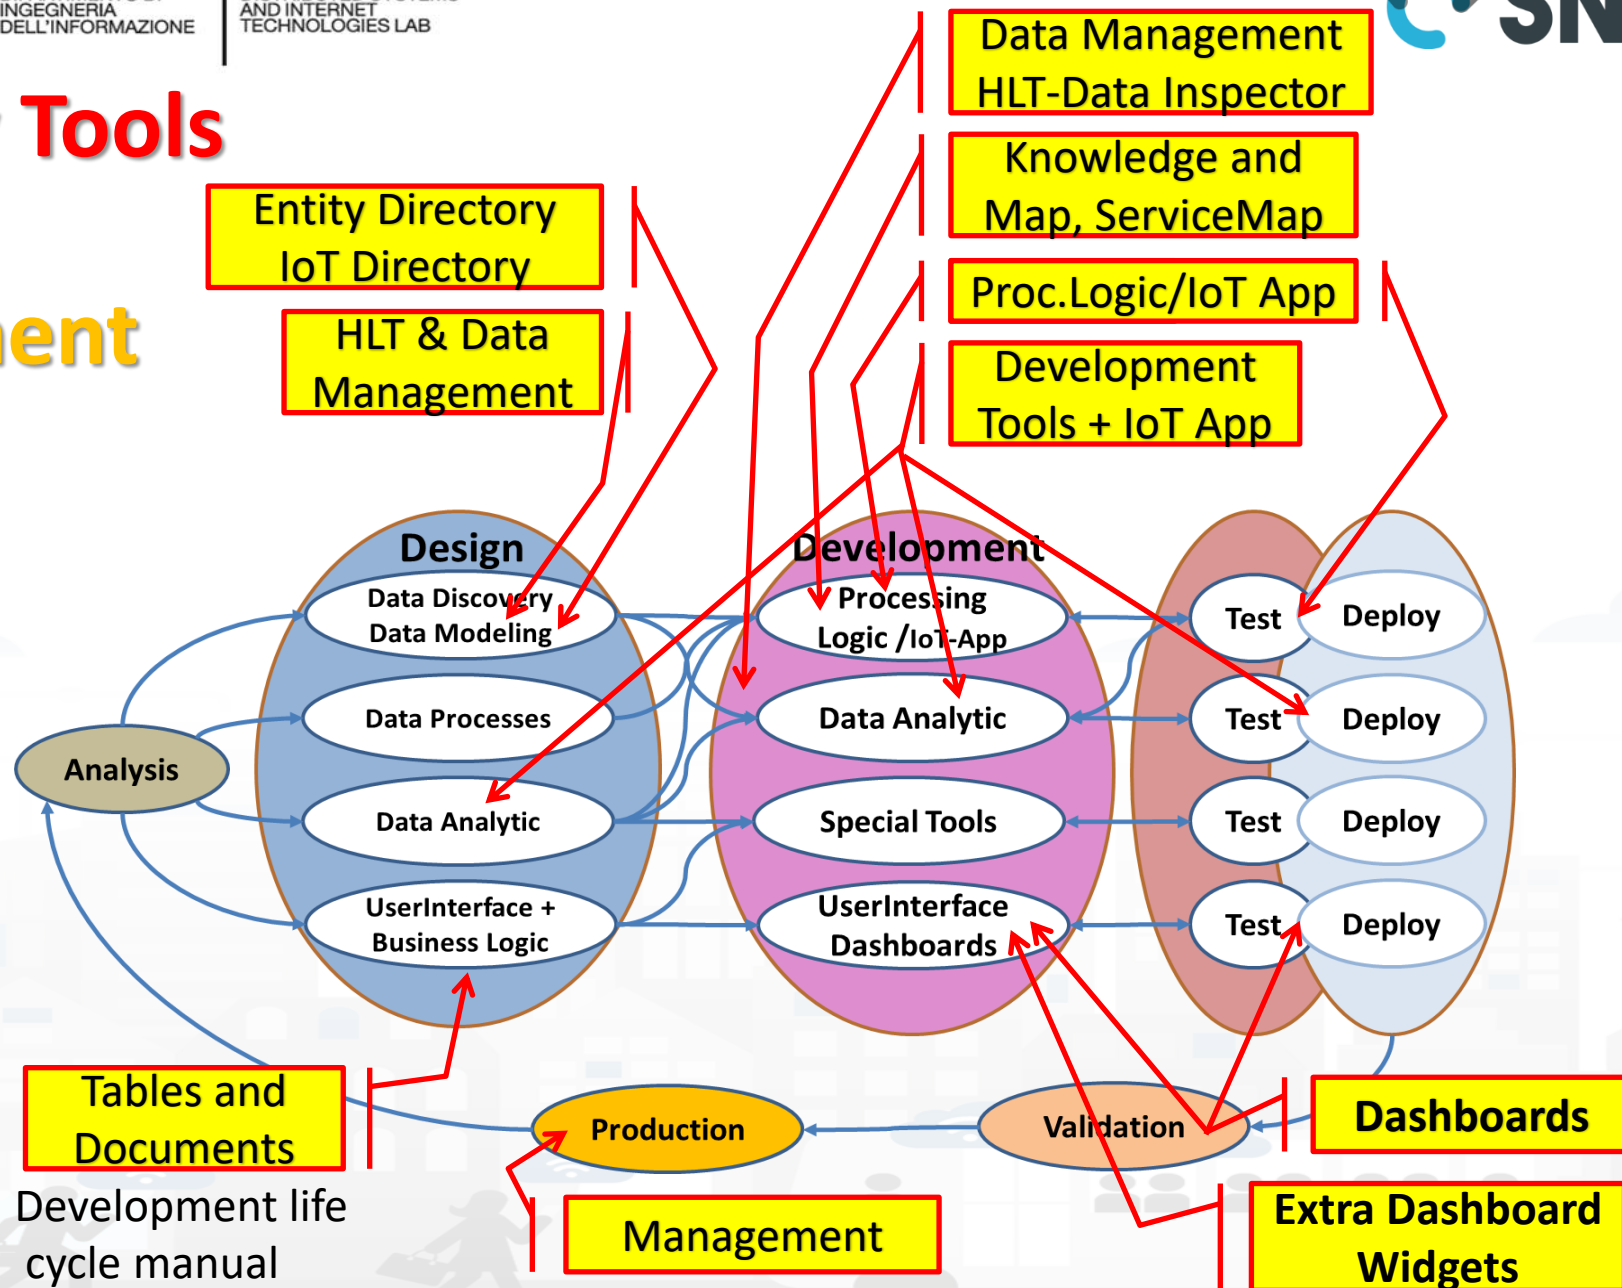 INGEGNERIA
DELL'INFORMAZIONE
AND INTERNET
TECHNOLOGIES LAB
SN
Tools
Entity Directory
IoT Directory
HLT & Data
Management
Data Management
HLT-Data Inspector
Knowledge and
Map, ServiceMap
Proc.Logic/IoT App
Development
Tools + IoT App
Design
Data Discovery
Data Modeling
Data Processes
Data Analytic
UserInterface +
Business Logic
Analysis
Development
Processing
Logic /IoT-App
Data Analytic
Special Tools
UserInterface
Dashboards
Test
Deploy
Test
Deploy
Test
Deploy
Test
Deploy
Tables and
Documents
Development life
cycle manual
Production
Management
Validation
Dashboards
Extra Dashboard
Widgets